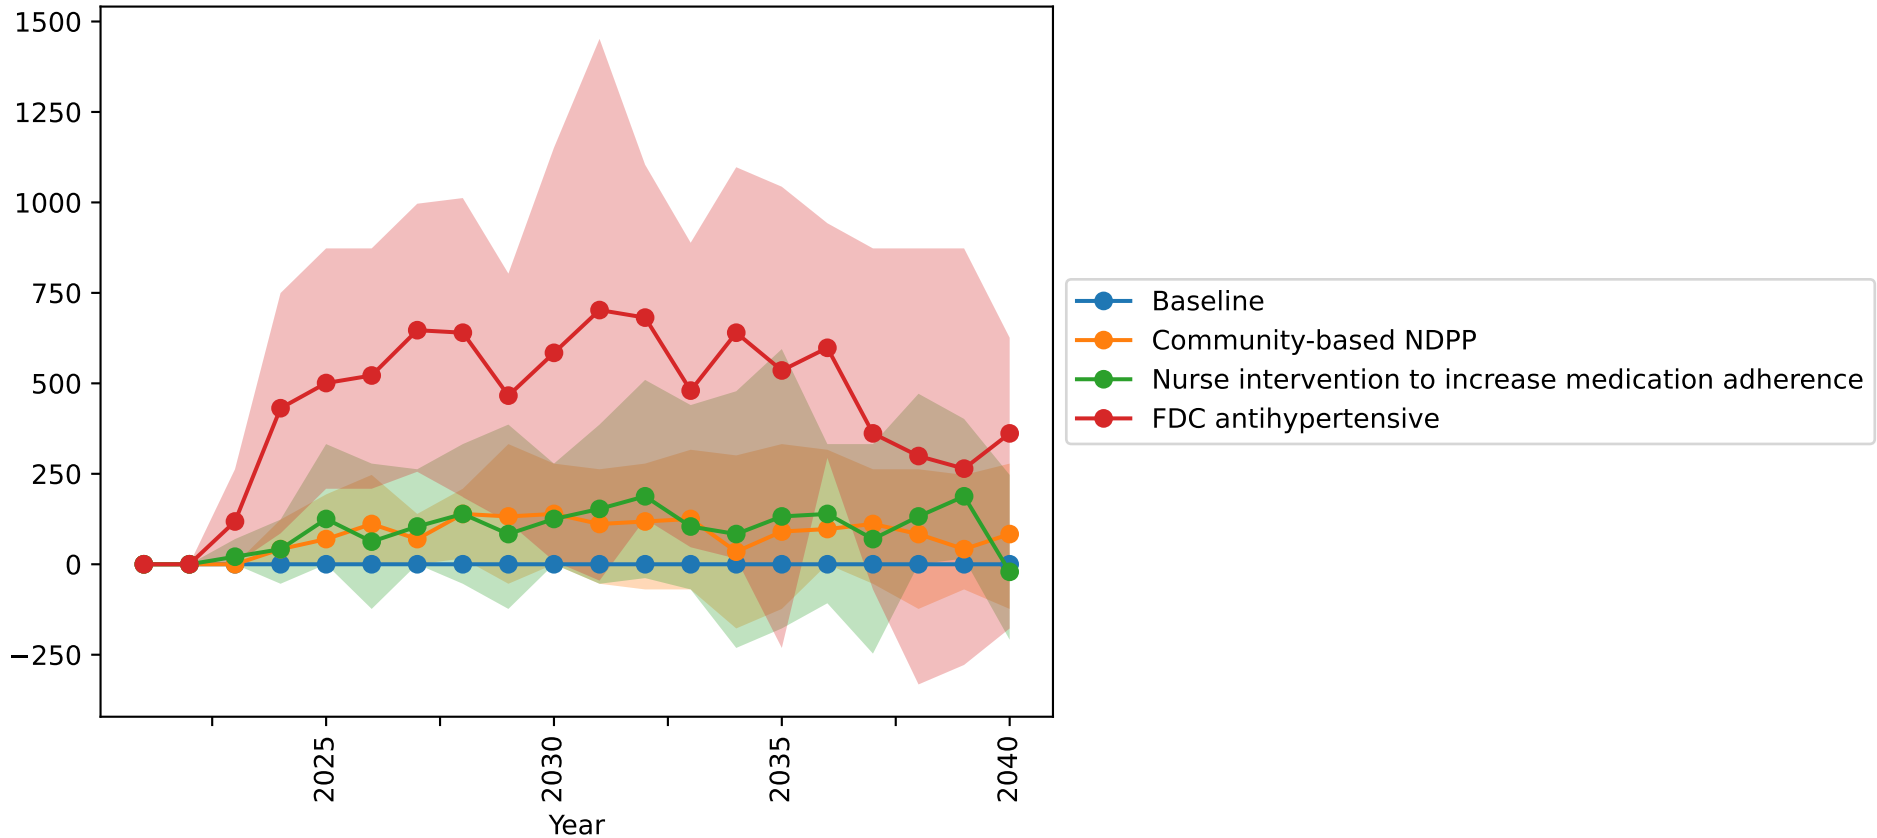 1500
1250
1000
750
500
250
0
−250
2025
2030
2035
2040
Year
Baseline
Community-based NDPP
Nurse intervention to increase medication adherence
FDC antihypertensive